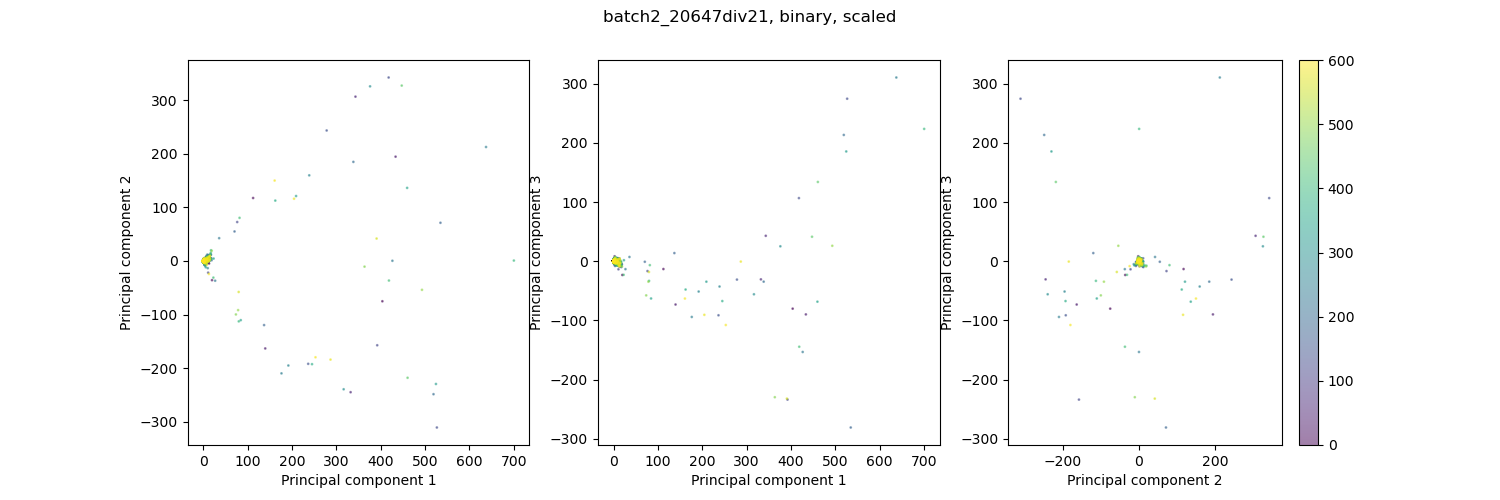 batch2_20647div21, binary, scaled
Principal component 2
300
200
100
0
−100
−200
−300
0 100 200 300 400 500 600 700
Principal component 1
Principal component 3
300
200
100
0
−100
−200
−300
0 100 200 300 400 500 600 700
Principal component 1
Principal component 3
300
200
100
0
−100
−200
−300
−200 0 200
Principal component 2
600
500
400
300
200
100
0